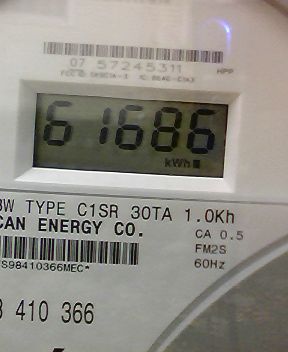 07 57245311
HPP
61686
kWh
3W TYPE C1SR 30TA 1.0Kh
CAN ENERGY CO.
CA 0.5
FM2S
60Hz
S98410366MEC*
410 366